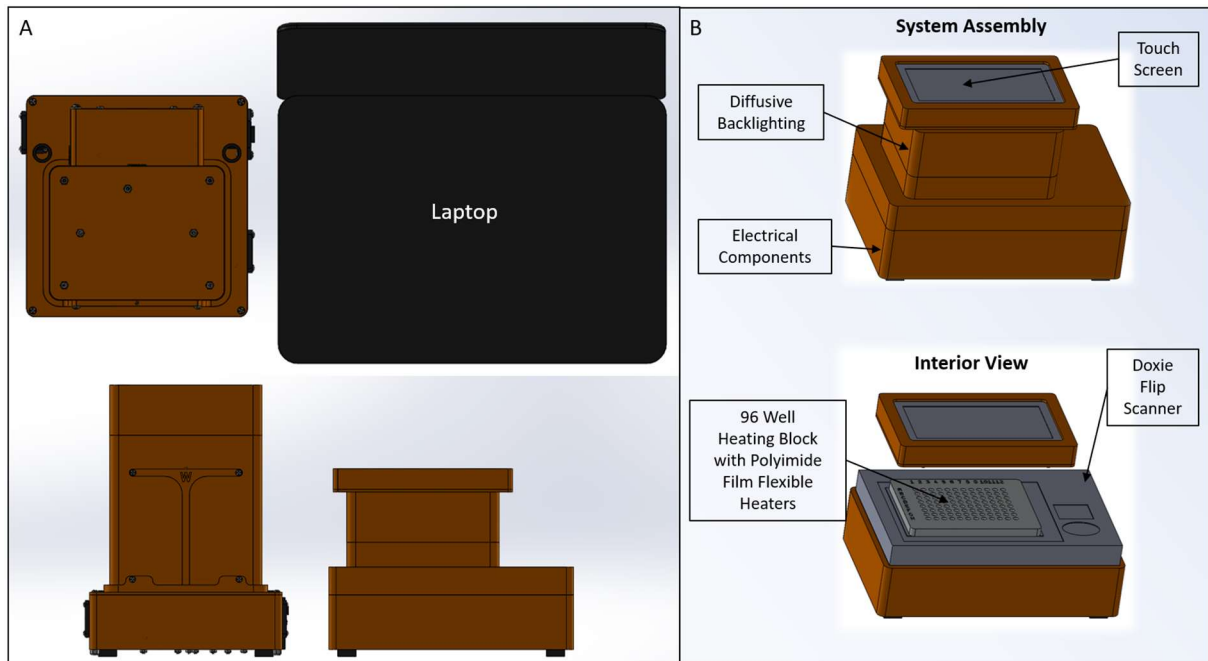 A
Laptop
W
B
System Assembly
Touch
Screen
Diffusive
Backlighting
Electrical
Components
Interior View
Doxie
Flip
Scanner
96 Well
Heating Block
with Polyimide
Film Flexible
Heaters